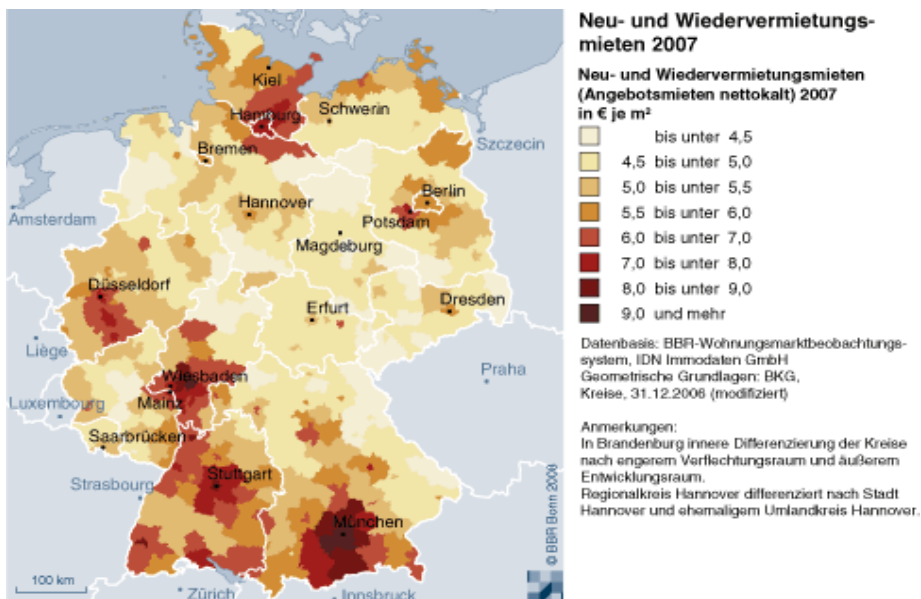 Neu- und Wiedervermietungs-
mieten 2007
Neu- und Wiedervermietungsmieten
(Angebotsmieten nettokalt) 2007
in € je m²
bis unter 4,5
4,5 bis unter 5,0
5,0 bis unter 5,5
5,5 bis unter 6,0
6,0 bis unter 7,0
7,0 bis unter 8,0
8,0 bis unter 9,0
9,0 und mehr
Datenbasis: BBR-Wohnungsmarktbeobachtungs-
system, IDN Immodaten GmbH
Geometrische Grundlagen: BKG,
Kreise, 31.12.2006 (modifiziert)
Anmerkungen:
In Brandenburg innere Differenzierung der Kreise
nach engerem Verflechtungsraum und äußerem
Entwicklungsraum.
Regionalkreis Hannover differenziert nach Stadt
Hannover und ehemaligem Umlandkreis Hannover.
Kiel
Hamburg
Schwerin
Bremen
Szczecin
Hannover
Berlin
Amsterdam
Potsdam
Magdeburg
Düsseldorf
Erfurt
Dresden
Liège
Wiesbaden
Praha
Mainz
Luxembourg
Saarbrücken
Stuttgart
Strasbourg
München
© BBR Bonn 2008
100 km
Zürich
Innsbruck